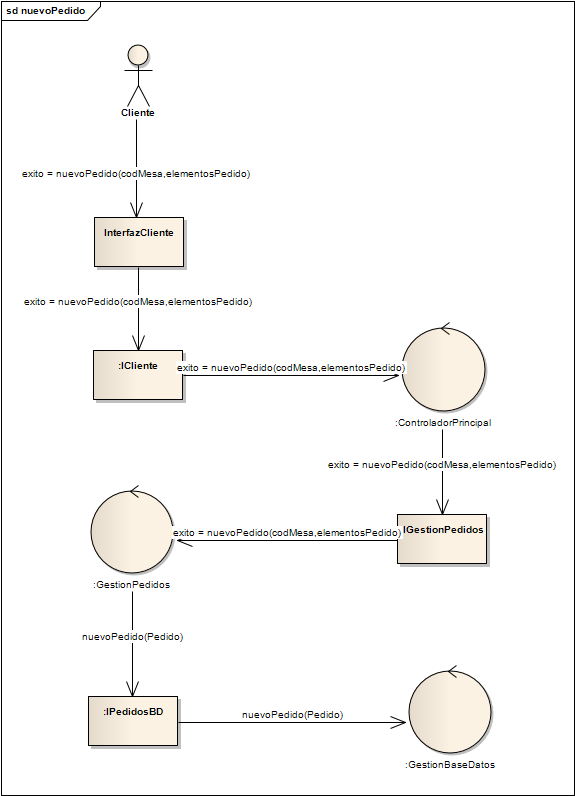 sd nuevoPedido
Cliente
exito = nuevoPedido(codMesa,elementosPedido)
InterfazCliente
exito = nuevoPedido(codMesa,elementosPedido)
:ICliente
exito = nuevoPedido(codMesa,elementosPedido)
:ControladorPrincipal
exito = nuevoPedido(codMesa,elementosPedido)
IGestionPedidos
exito = nuevoPedido(codMesa,elementosPedido)
:GestionPedidos
nuevoPedido(Pedido)
:IPedidosBD
nuevoPedido(Pedido)
:GestionBaseDatos